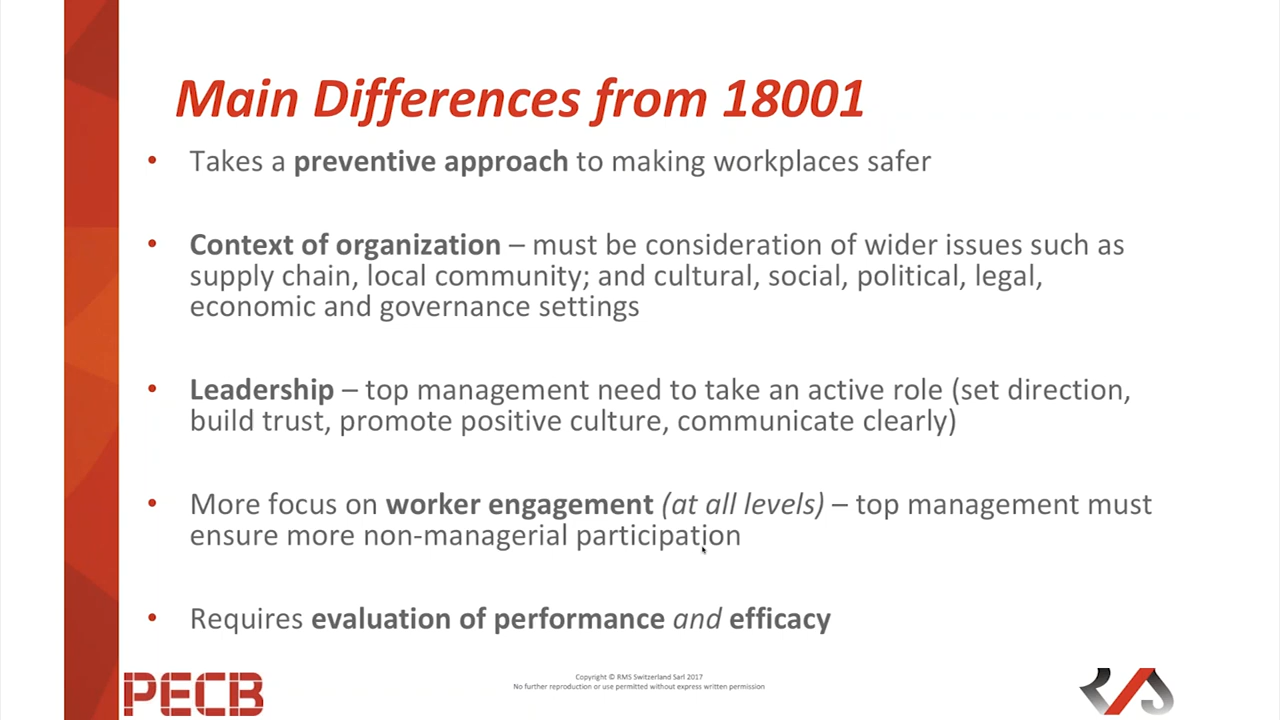 Main Differences from 18001
• Takes a preventive approach to making workplaces safer
• Context of organization – must be consideration of wider issues such as
supply chain, local community; and cultural, social, political, legal,
economic and governance settings
• Leadership – top management need to take an active role (set direction,
build trust, promote positive culture, communicate clearly)
• More focus on worker engagement (at all levels) – top management must
ensure more non-managerial participation
• Requires evaluation of performance and efficacy
PECB
Copyright © RMS Switzerland Sarl 2017
No further reproduction or use permitted without express written permission